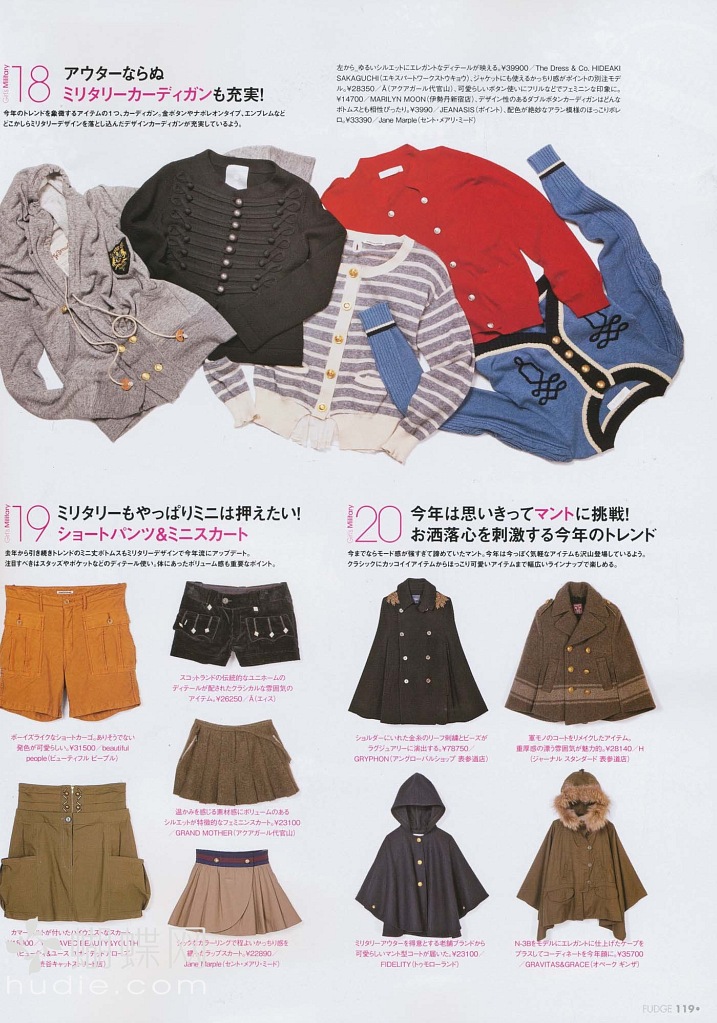 Girl's Military
18
アウターならぬ
ミリタリーカーディガンも充実!
今年のトレンドを象徴するアイテムの1つ、カーディガン。金ボタンやナポレオンタイプ、エンブレムなど
どこかしらミリタリーデザインを落とし込んだデザインカーディガンが充実しているよう。
左から_ゆるいシルエットにエレガントなディテールが映える。¥39900/The Dress & Co. HIDEAKI
SAKAGUCHI(エキスパートワークストウキョウ)、ジャケットにも使えるかっちり感がポイントの別注モデ
ル。¥28350/Å(アクアガール代官山)、可愛らしいボタン使いにフリルなどでフェミニンな印象に。
¥14700/MARILYN MOON(伊勢丹新宿店)、デザイン性のあるダブルボタンカーディガンはどんな
ボトムスとも相性ぴったり。¥3990/JEANASIS(ポイント)、配色が絶妙なアラン模様のほっこりボレ
ロ。¥33390/Jane Marple(セント・メアリ・ミード)
Girl's Military
19
ミリタリーもやっぱりミニは押えたい!
ショートパンツ&ミニスカート
去年から引き続きトレンドのミニ丈ボトムスもミリタリーデザインで今年流にアップデート。
注目すべきはスタッズやポケットなどのディテール使い。体にあったボリューム感も重要なポイント。
スコットランドの伝統的なユニホームの
ディテールが配されたクラシカルな雰囲気の
アイテム。¥26250/Å(エィス)
ボーイズライクなショートカーゴ。ありそうでない
発色が可愛らしい。¥31500/beautiful
people(ビューティフル ピープル)
温かみを感じる素材感にボリュームのある
シルエットが特徴的なフェミニンスカート。¥23100
/GRAND MOTHER(アクアガール代官山)
カマーベルトが付いたハイウエストなスカート。
BEAUTY&YOUTH
(ビューティ&ユース ユナイテッドアローズ
渋谷キャットストリート店)
シックなカラーリングで程よいかっちり感を
纏ったラップスカート。¥22890/
Jane Marple(セント・メアリ・ミード)
Girl's Military
20
今年は思いきってマントに挑戦!
お洒落心を刺激する今年のトレンド
今までならモード感が強すぎて諦めていたマント。今年は今っぽく気軽なアイテムも沢山登場しているよう。
クラシックにカッコイイアイテムからほっこり可愛いアイテムまで幅広いラインナップで楽しめる。
ショルダーにいれた金糸のリーフ刺繍とビーズが
ラグジュアリーに演出する。¥78750/
GRYPHON(アングローバルショップ 表参道店)
軍モノのコートをリメイクしたアイテム。
重厚感の漂う雰囲気が魅力的。¥28140/H
(ジャーナル スタンダード 表参道店)
ミリタリーアウターを得意とする老舗ブランドから
可愛らしいマント型コートが届いた。¥23100/
FIDELITY(トゥモローランド)
N-3Bをモデルにエレガントに仕上げたケープを
プラスしてコーディネートを今年顔に。¥35700
/GRAVITAS&GRACE(オペーク ギンザ)
蝴蝶网
hudie.com
FUDGE 119